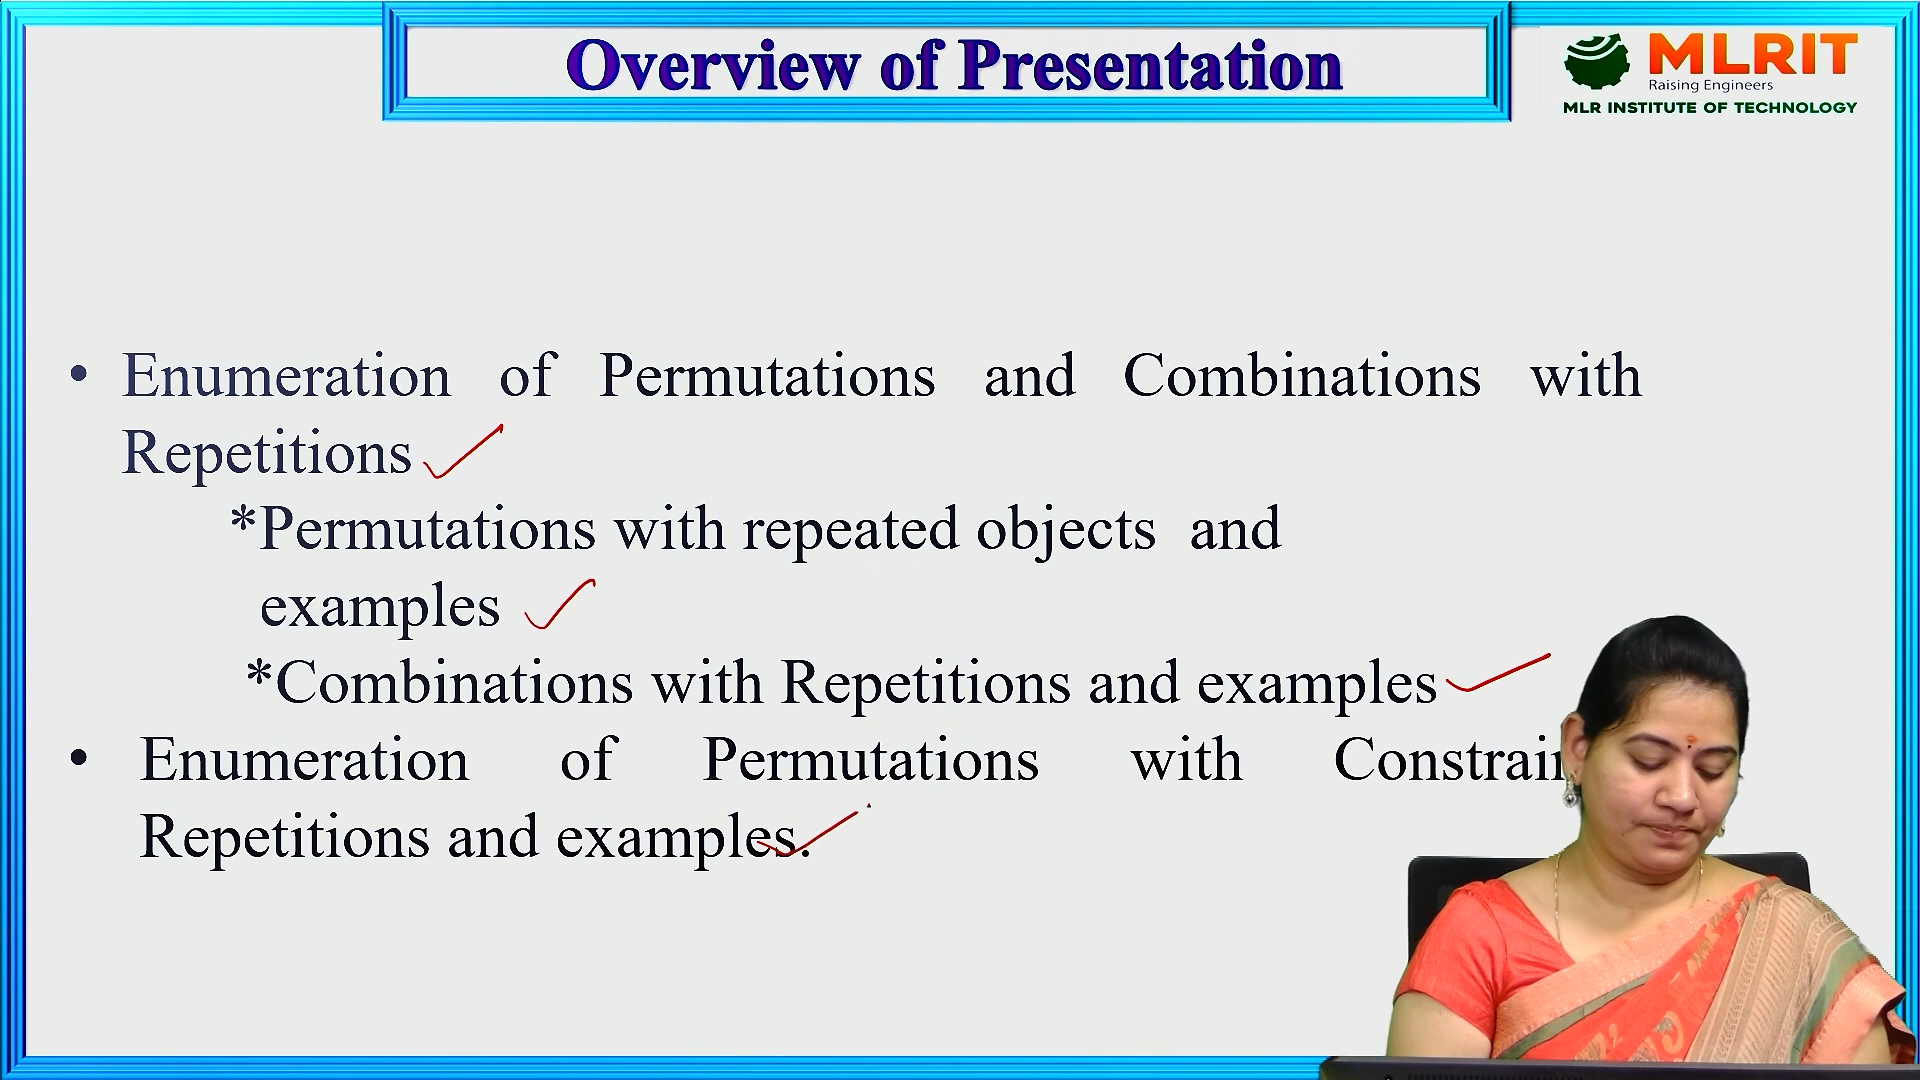 Overview of Presentation
MLRIT
Raising Engineers
MLR INSTITUTE OF TECHNOLOGY
• Enumeration of Permutations and Combinations with
Repetitions
*Permutations with repeated objects and
examples
*Combinations with Repetitions and examples
• Enumeration of Permutations with Constrain
Repetitions and examples.